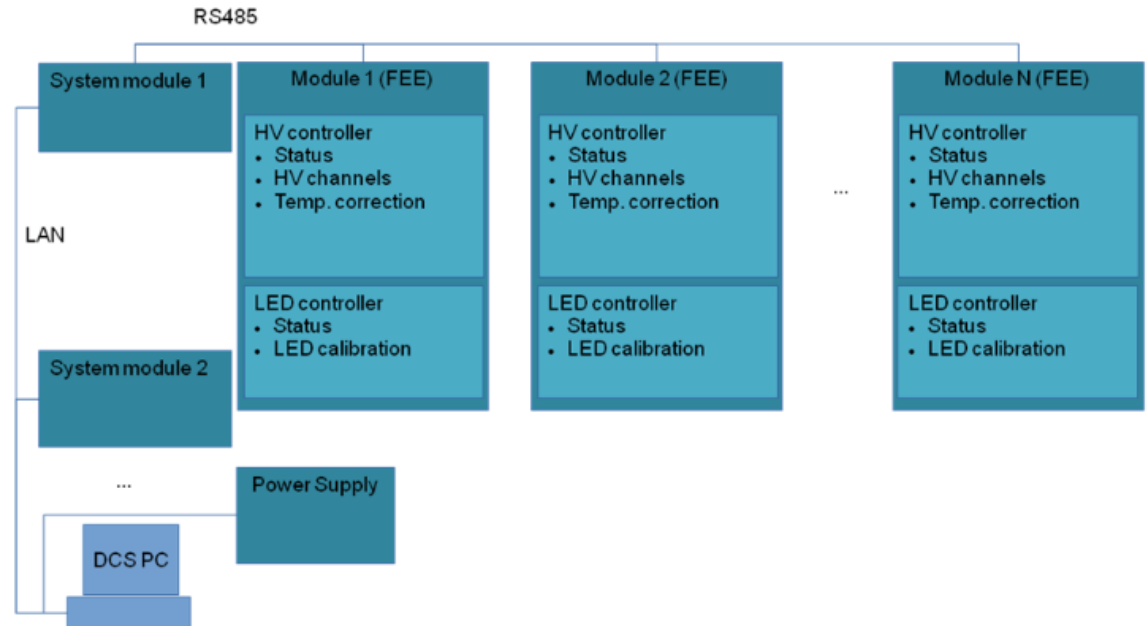 RS485
System module 1
Module 1 (FEE)
Module 2 (FEE)
Module N (FEE)
HV controller
• Status
• HV channels
• Temp. correction
HV controller
• Status
• HV channels
• Temp. correction
...
HV controller
• Status
• HV channels
• Temp. correction
LAN
LED controller
• Status
• LED calibration
LED controller
• Status
• LED calibration
LED controller
• Status
• LED calibration
System module 2
...
Power Supply
DCS PC